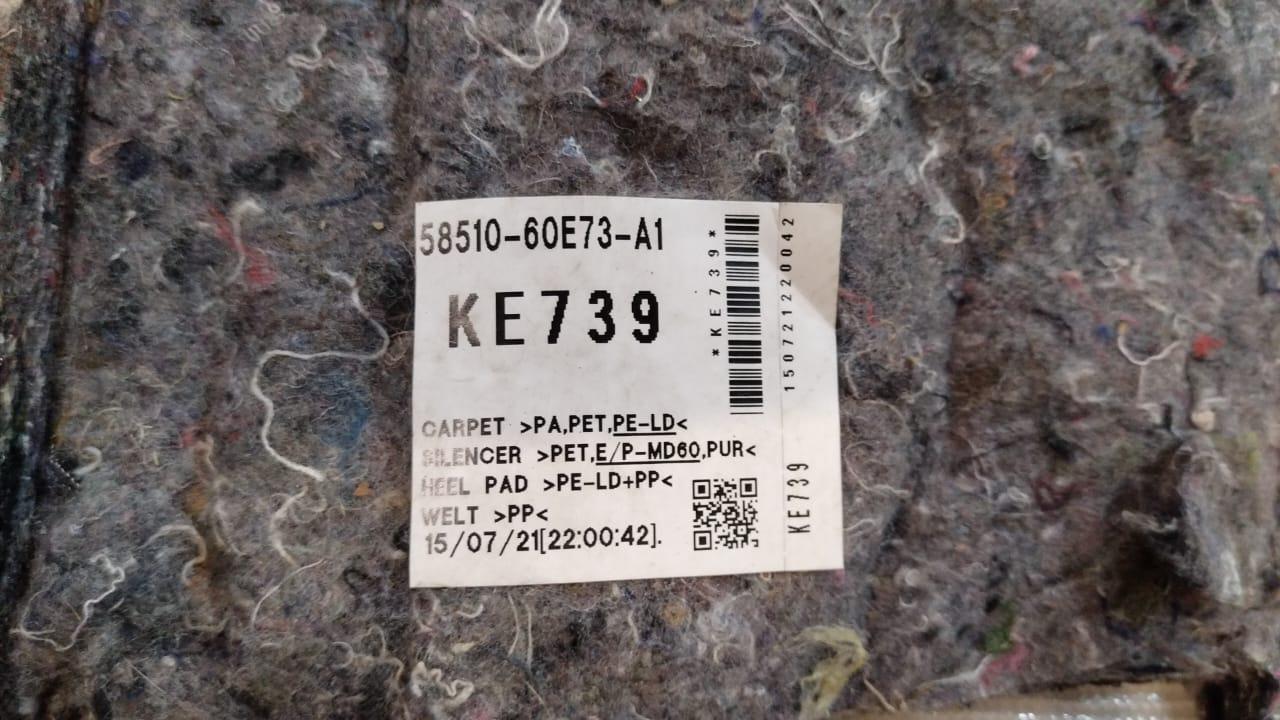 58510-60E73-A1
KE739
CARPET >PA,PET,PE-LD<
SILENCER >PET,E/P-MD60,PUR<
HEEL PAD >PE-LD+PP<
WELT >PP<
15/07/21[22:00:42].
*KE739*
150721220042
KE739